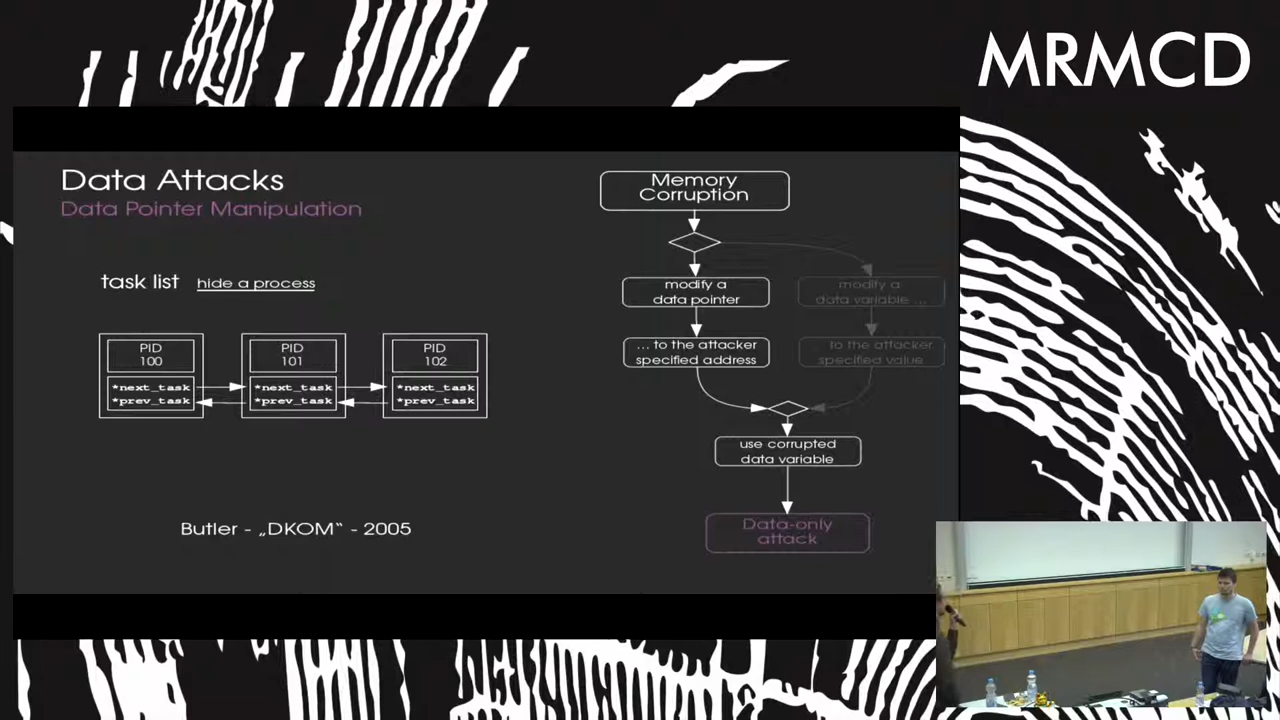 MRMCD
Data Attacks
Data Pointer Manipulation
task list hide a process
PID
100
*next_task
*prev_task
PID
101
*next_task
*prev_task
PID
102
*next_task
*prev_task
Butler - „DKOM“ - 2005
Memory
Corruption
modify a
data pointer
modify a
data variable ...
... to the attacker
specified address
to the attacker
specified value
use corrupted
data variable
Data-only
attack